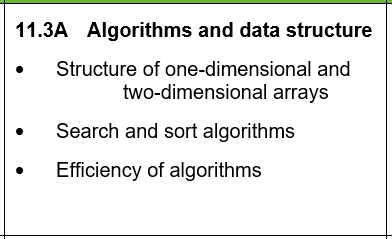 11.3A Algorithms and data structure
• Structure of one-dimensional and
two-dimensional arrays
• Search and sort algorithms
• Efficiency of algorithms